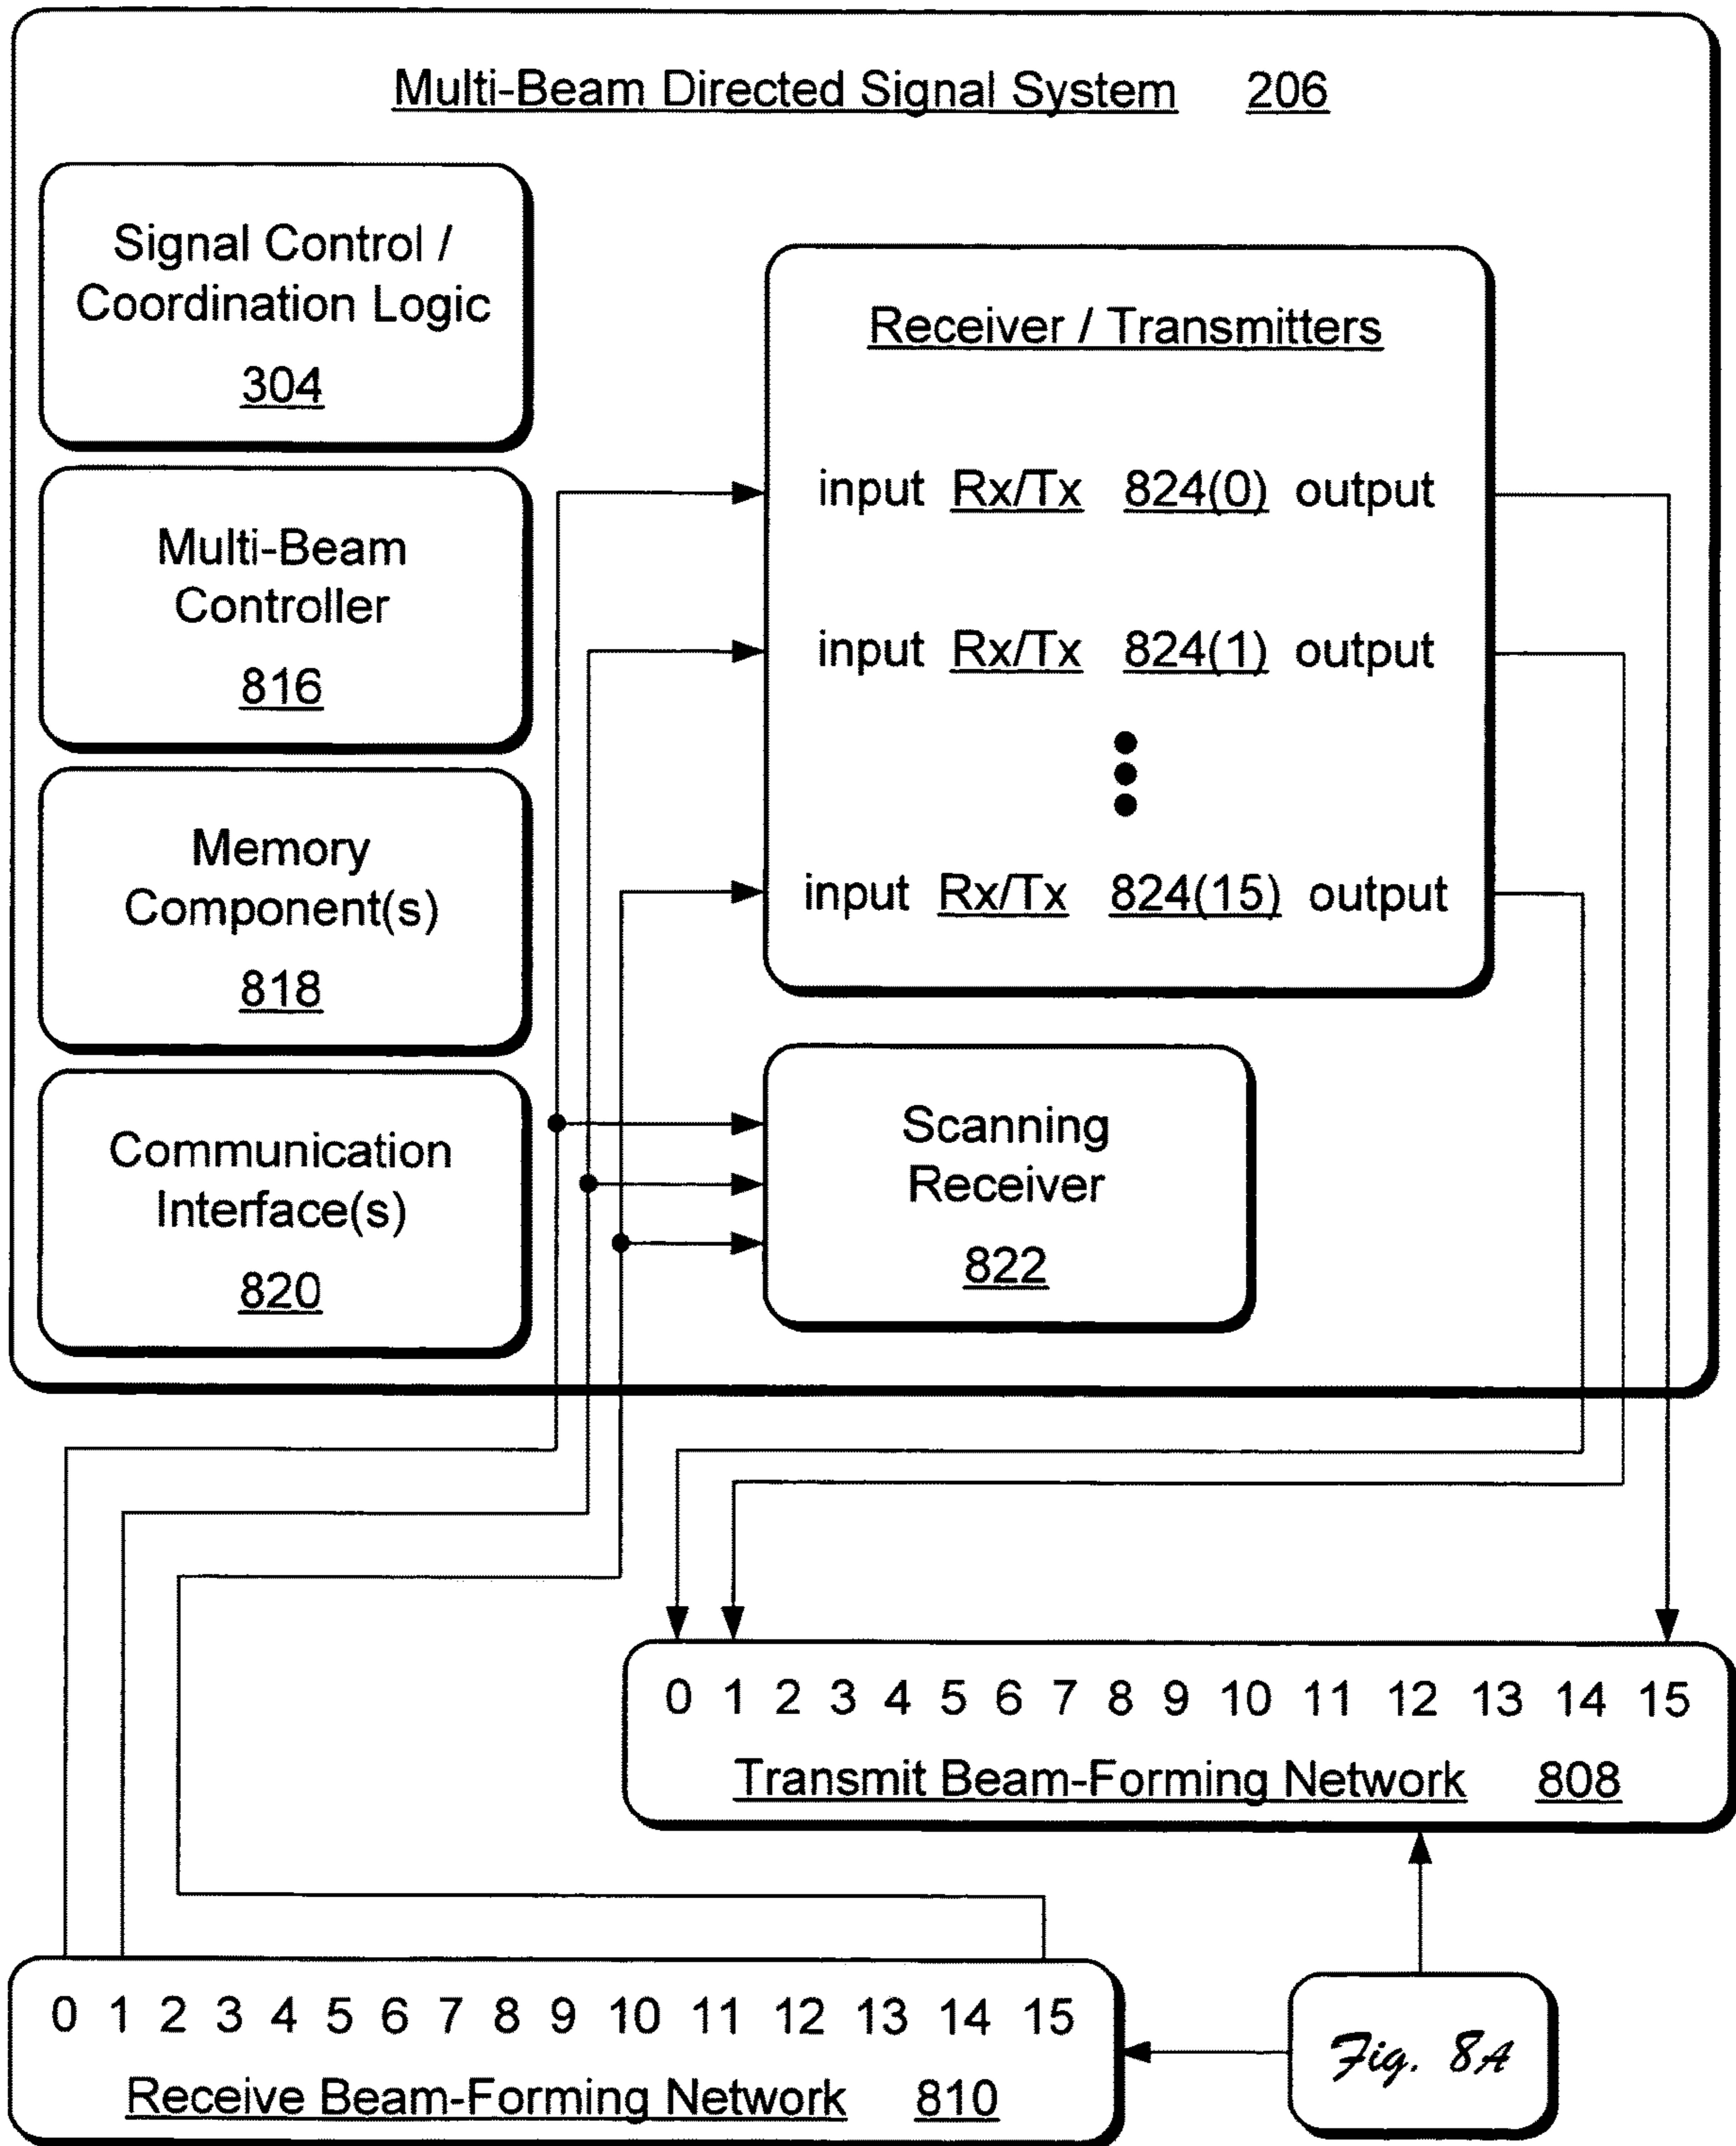 Multi-Beam Directed Signal System 206
Signal Control /
Coordination Logic
304
Multi-Beam
Controller
816
Memory
Component(s)
818
Communication
Interface(s)
820
Receiver / Transmitters
input Rx/Tx 824(0) output
input Rx/Tx 824(1) output
input Rx/Tx 824(15) output
Scanning
Receiver
822
0 1 2 3 4 5 6 7 8 9 10 11 12 13 14 15
Transmit Beam-Forming Network 808
0 1 2 3 4 5 6 7 8 9 10 11 12 13 14 15
Receive Beam-Forming Network 810
Fig. 8A